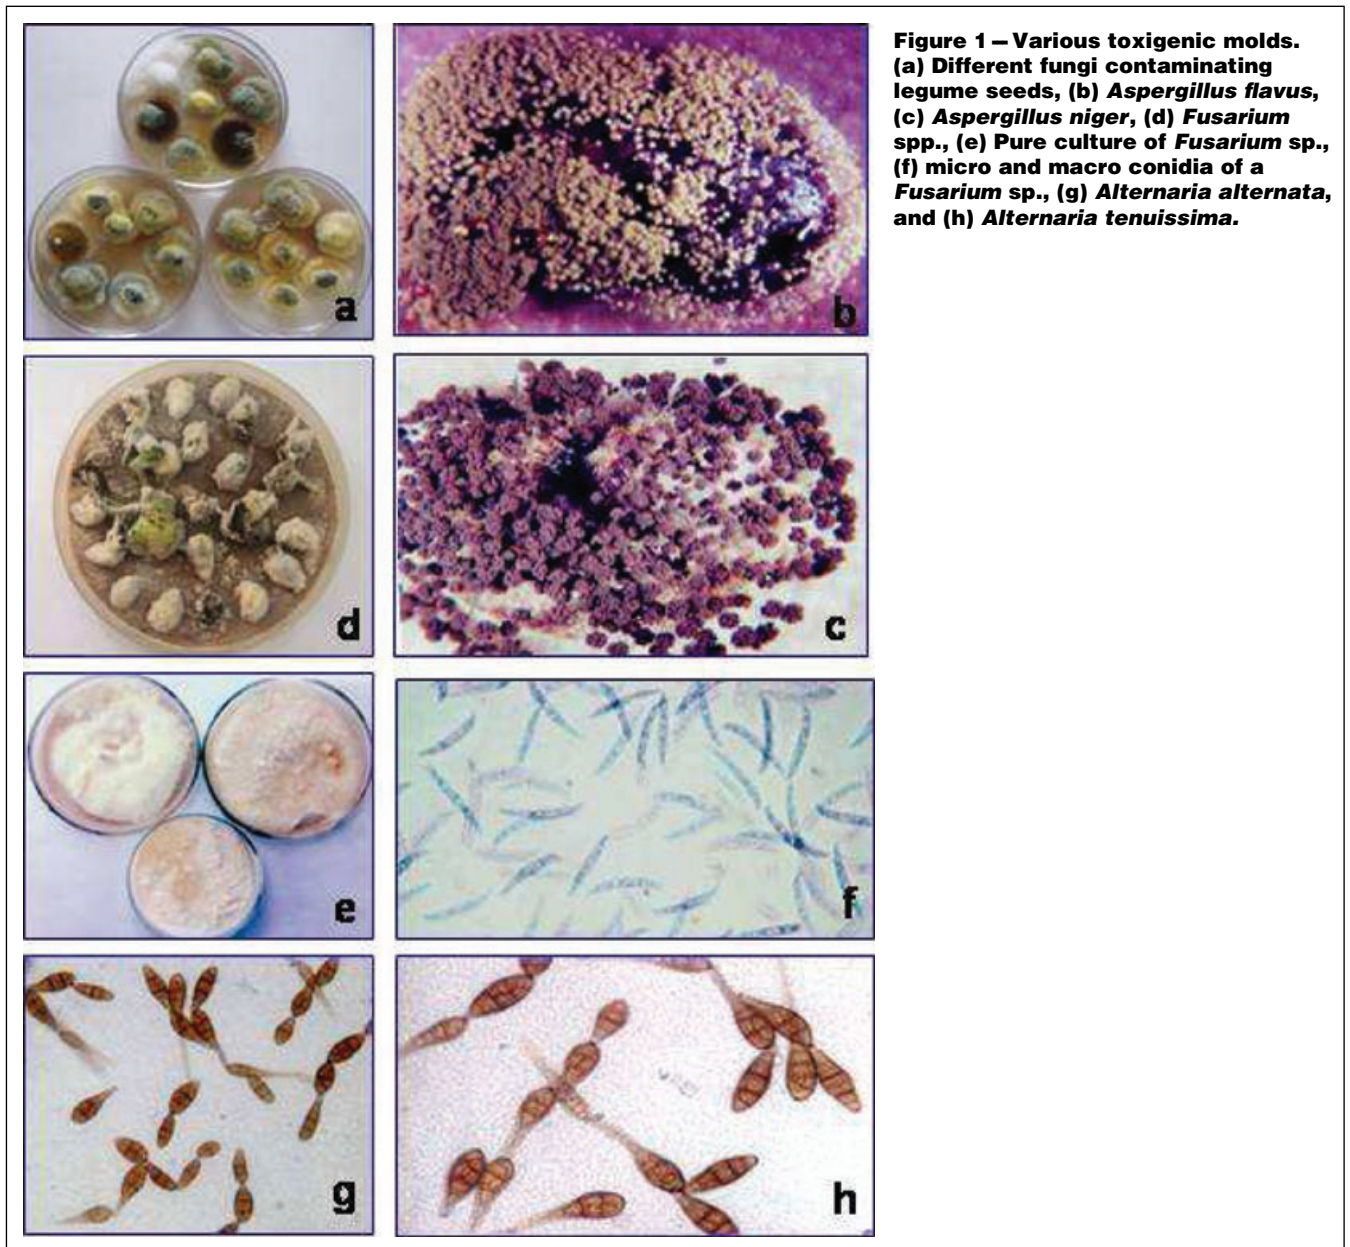 Figure 1—Various toxigenic molds.
(a) Different fungi contaminating
legume seeds, (b) Aspergillus flavus,
(c) Aspergillus niger, (d) Fusarium
spp., (e) Pure culture of Fusarium sp.,
(f) micro and macro conidia of a
Fusarium sp., (g) Alternaria alternata,
and (h) Alternaria tenuissima.
a
b
d
c
e
f
g
h